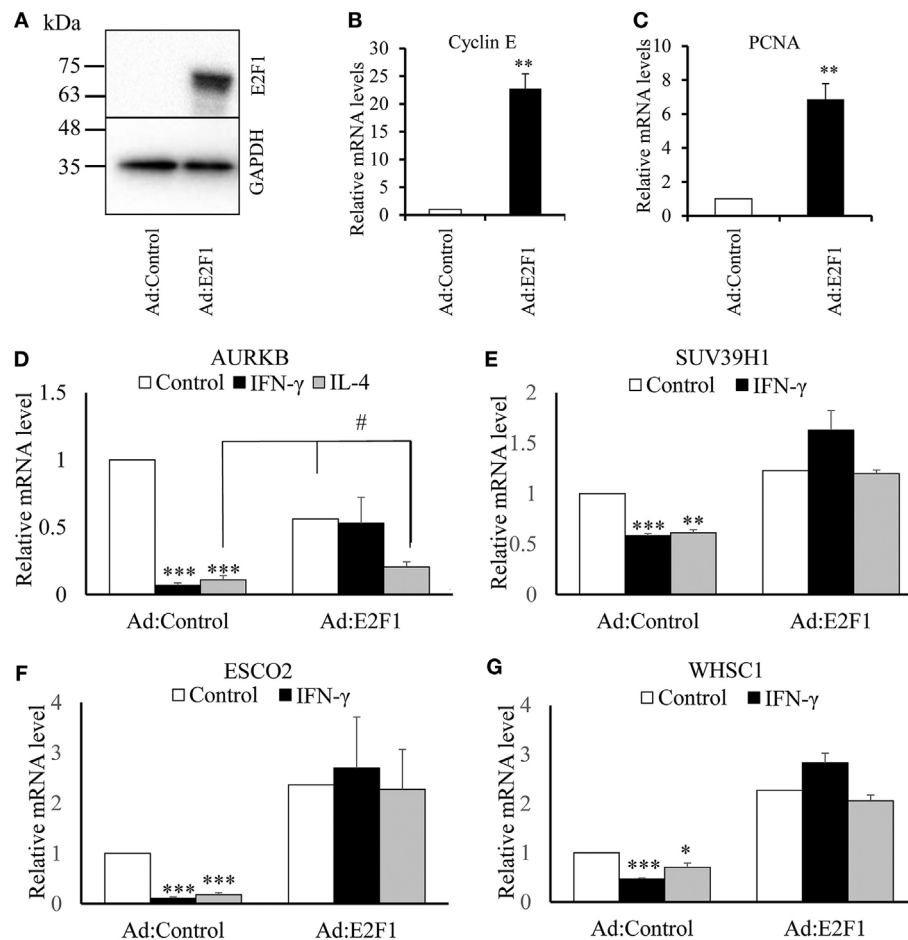 A
kDa
75
63
48
35
E2F1
GAPDH
Ad:Control
Ad:E2F1
B
Cyclin E
Relative mRNA levels
30
25
20
15
10
5
0
**
Ad:Control
Ad:E2F1
C
PCNA
Relative mRNA levels
10
8
6
4
2
0
**
Ad:Control
Ad:E2F1
D
AURKB
Control IFN-γ IL-4
Relative mRNA level
1.5
1
0.5
0
#
*** ***
Ad:Control Ad:E2F1
E
SUV39H1
Control IFN-γ
Relative mRNA level
2
1.5
1
0.5
0
*** **
Ad:Control Ad:E2F1
F
ESCO2
Control IFN-γ
Relative mRNA level
4
3
2
1
0
*** ***
Ad:Control Ad:E2F1
G
WHSC1
Control IFN-γ
Relative mRNA level
4
3
2
1
0
*** *
Ad:Control Ad:E2F1